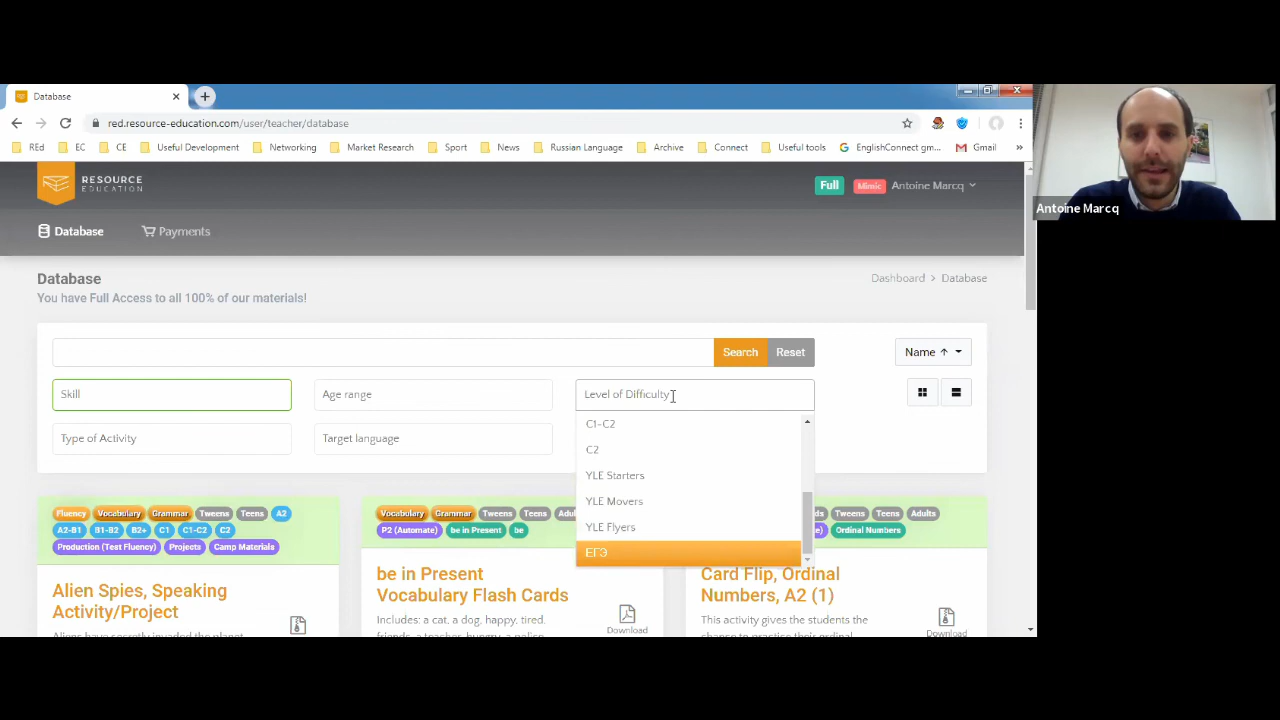 Database
red.resource-education.com/user/teacher/database
REd EC CE Useful Development Networking Market Research Sport News Russian Language Archive Connect Useful tools EnglishConnect gm... Gmail »
RESOURCE
EDUCATION
Full Mimic Antoine Marcq
Antoine Marcq
Database Payments
Database
Dashboard > Database
You have Full Access to all 100% of our materials!
Search Reset Name ↑
Skill Age range Level of Difficulty
Type of Activity Target language
C1-C2
C2
YLE Starters
YLE Movers
YLE Flyers
ЕГЭ
Fluency Vocabulary Grammar Tweens Teens A2
A2-B1 B1-B2 B2+ C1 C1-C2 C2
Production (Test Fluency) Projects Camp Materials
Alien Spies, Speaking
Activity/Project
Vocabulary Grammar Tweens Teens
P2 (Automate) be in Present be
be in Present
Vocabulary Flash Cards
Includes: a cat, a dog, happy, tired,
Download
Tweens Teens Adults
Ordinal Numbers
Card Flip, Ordinal
Numbers, A2 (1)
This activity gives the students the
chance to practise their ordinal
Download